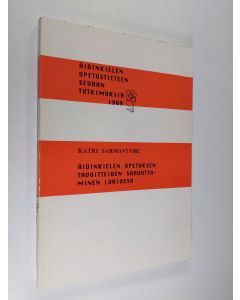 ÄIDINKIELEN
OPETUSTIETEEN
SEURAN
TUTKIMUKSIA
1989
KATRI SARMAVUORI
ÄIDINKIELEN OPETUKSEN
TAVOITTEIDEN SAAVUTTA-
MINEN LUKIOSSA